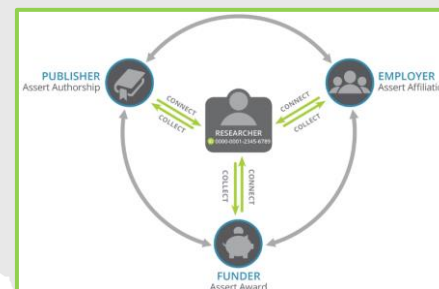 PUBLISHER
Assert Authorship
EMPLOYER
Assert Affiliation
CONNECT
COLLECT
CONNECT
COLLECT
RESEARCHER
0000-0001-2345-6789
COLLECT
CONNECT
FUNDER
Assert Award